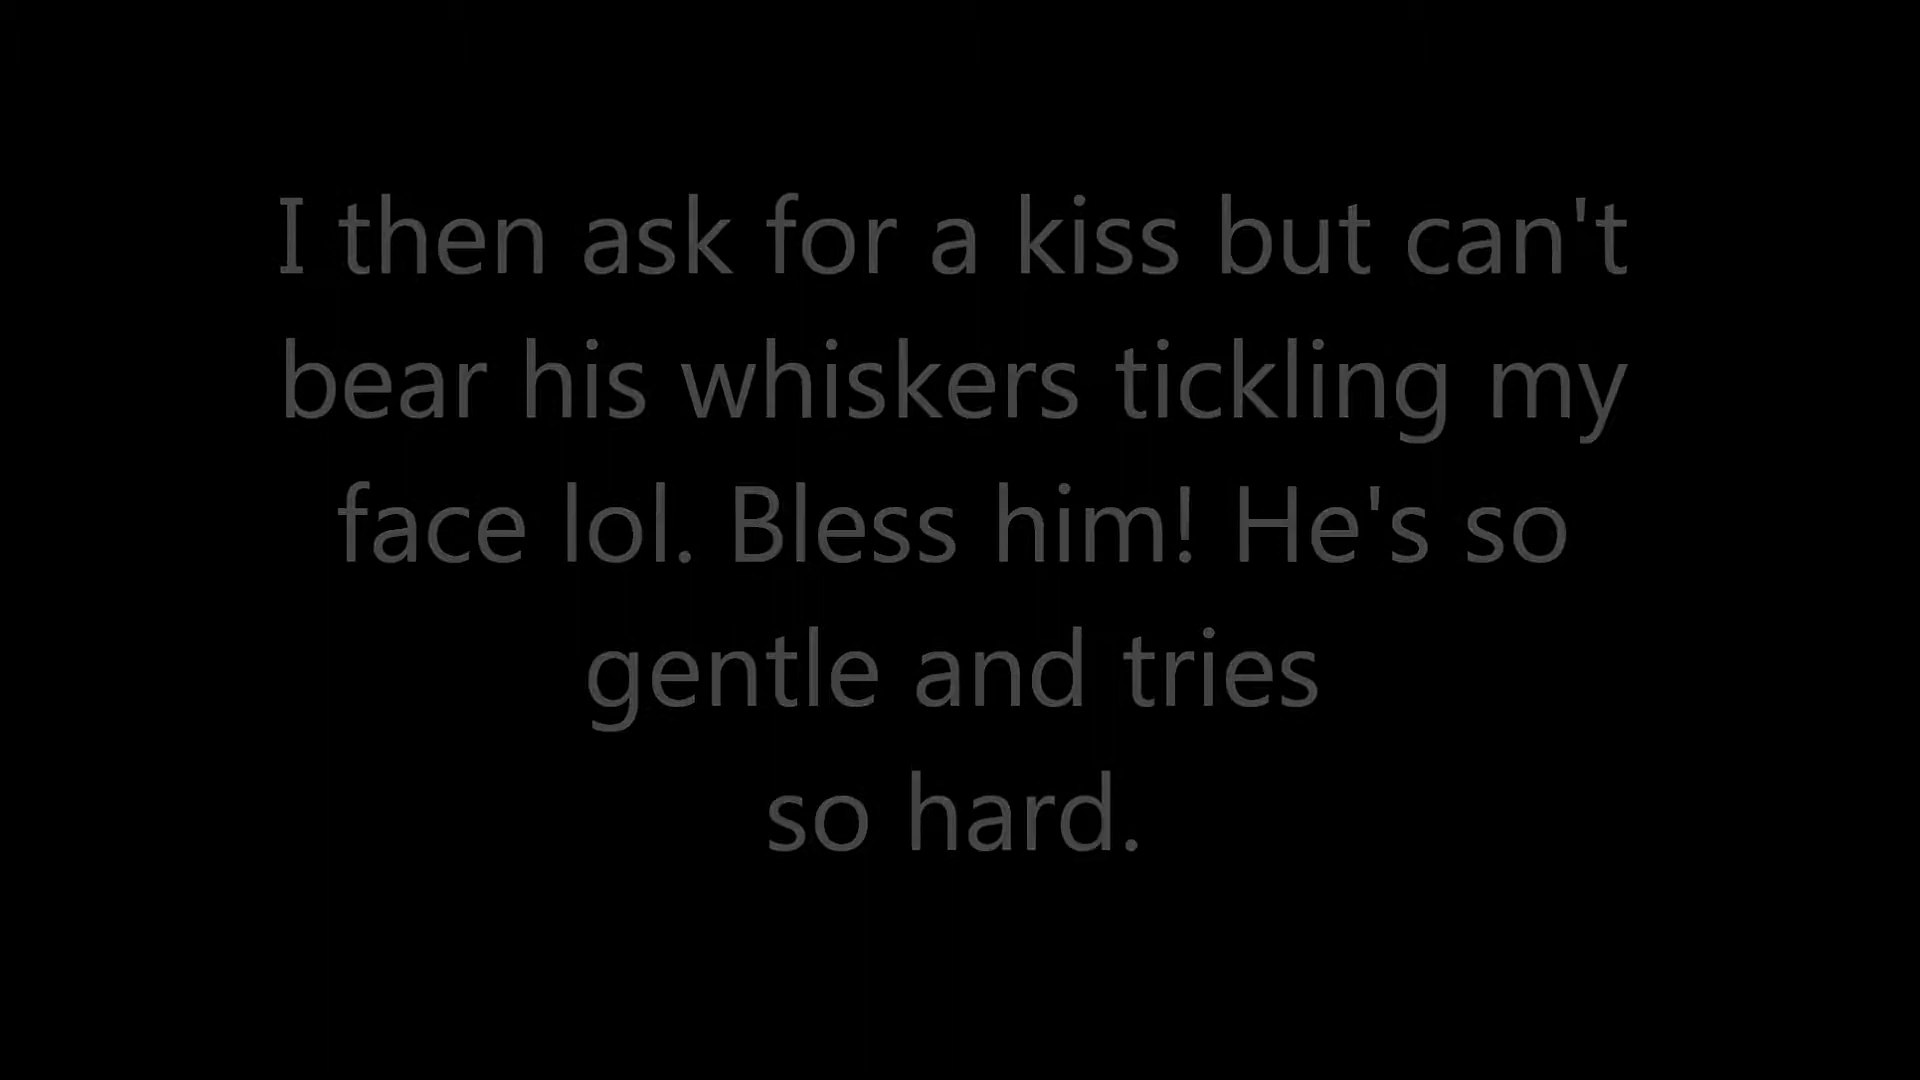 I then ask for a kiss but can't
bear his whiskers tickling my
face lol. Bless him! He's so
gentle and tries
so hard.